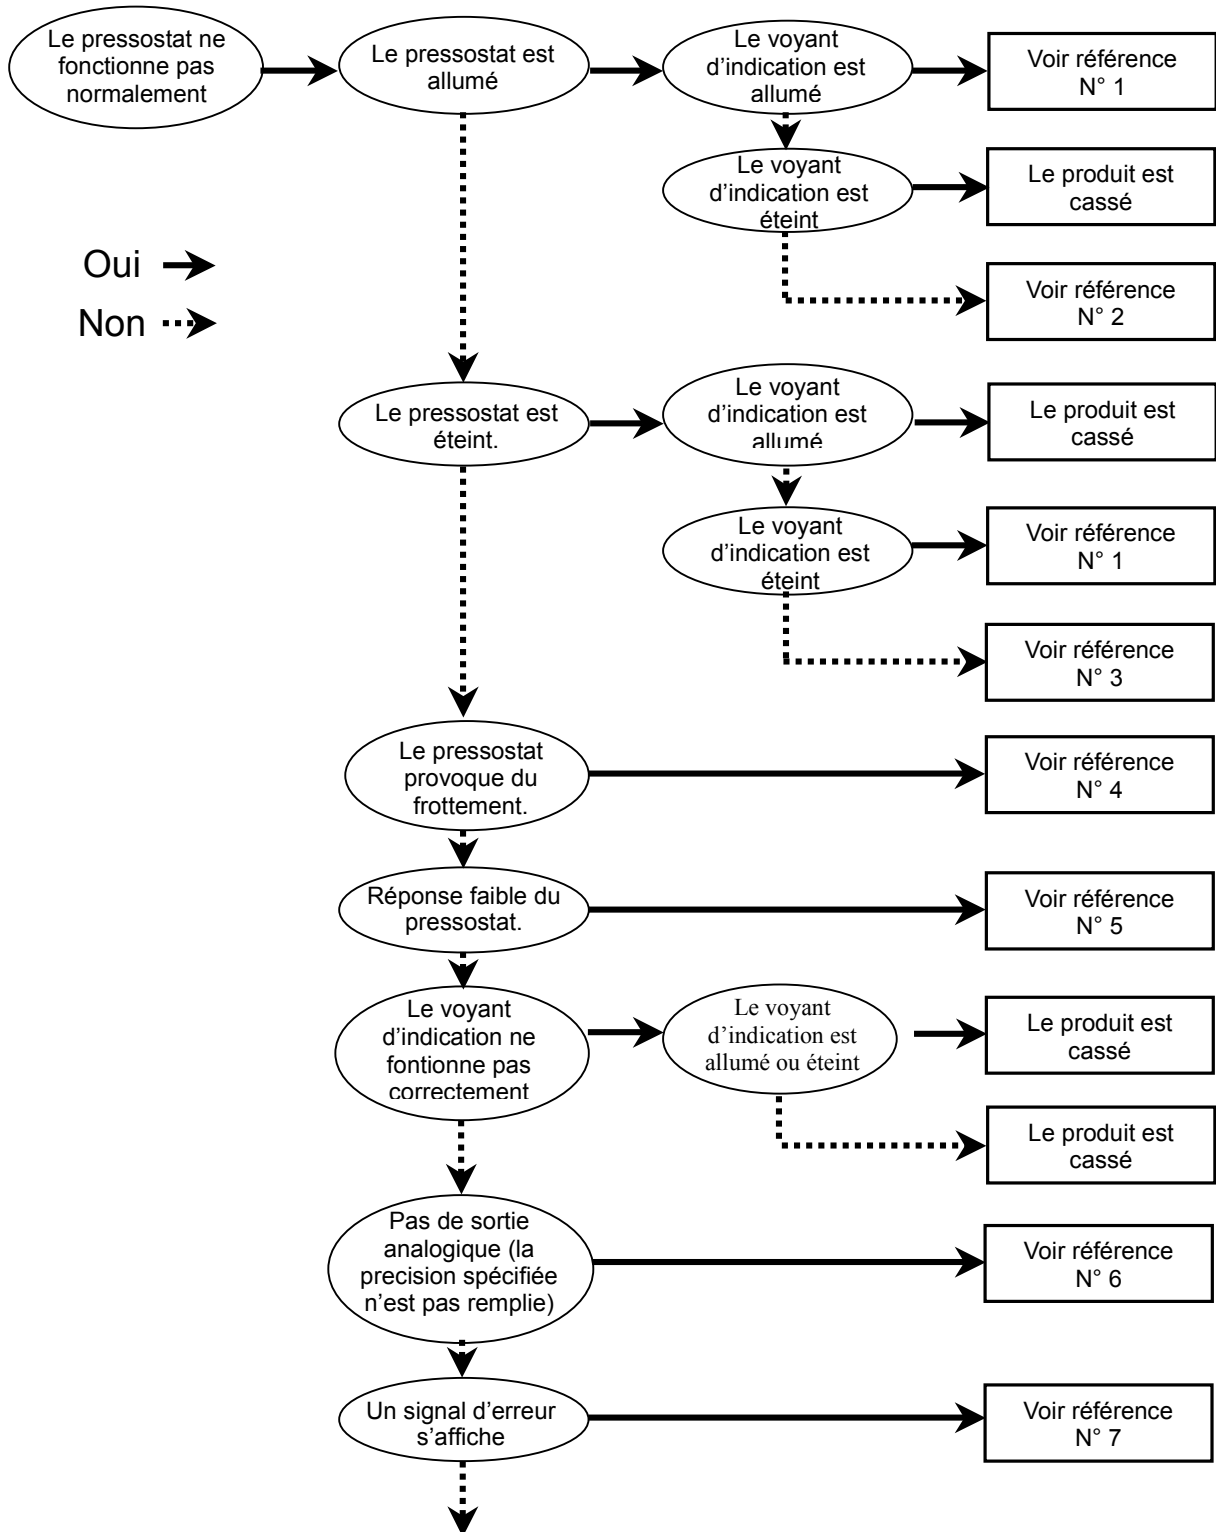 Le pressostat ne
fonctionne pas
normalement
Le pressostat est
allumé
Le voyant
d’indication est
allumé
Voir référence
N° 1
Le voyant
d’indication est
éteint
Le produit est
cassé
Oui
Non
Voir référence
N° 2
Le pressostat est
éteint.
Le voyant
d’indication est
allumé
Le produit est
cassé
Le voyant
d’indication est
éteint
Voir référence
N° 1
Voir référence
N° 3
Le pressostat
provoque du
frottement.
Voir référence
N° 4
Réponse faible du
pressostat.
Voir référence
N° 5
Le voyant
d’indication ne
fontionne pas
correctement
Le voyant
d’indication est
allumé ou éteint
Le produit est
cassé
Le produit est
cassé
Pas de sortie
analogique (la
precision spécifiée
n’est pas remplie)
Voir référence
N° 6
Un signal d’erreur
s’affiche
Voir référence
N° 7